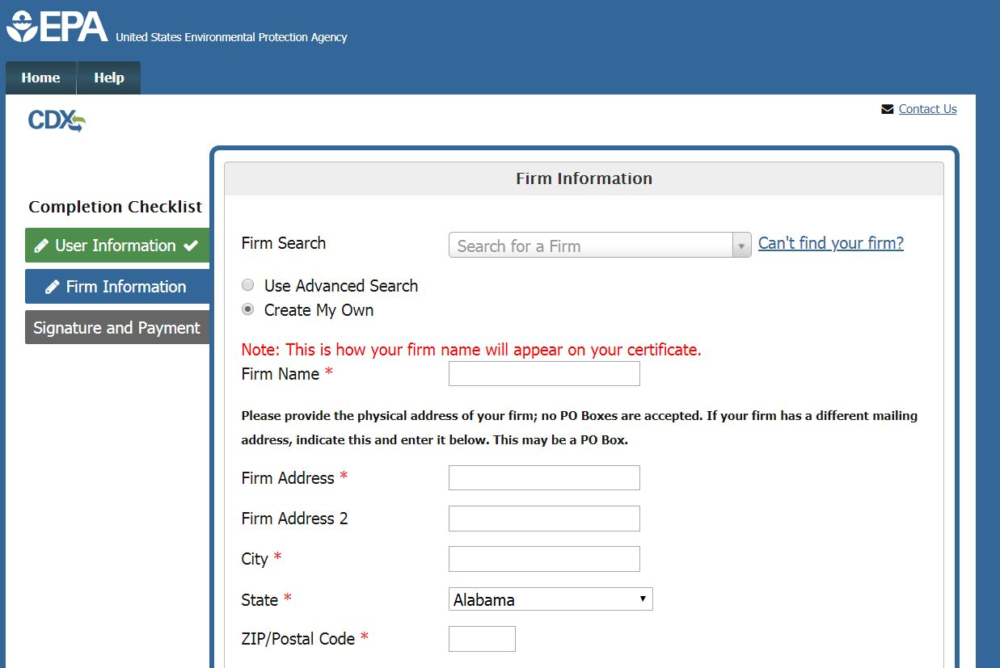 EPA United States Environmental Protection Agency
Home Help
CDX
Contact Us
Completion Checklist
User Information
Firm Information
Signature and Payment
Firm Information
Firm Search Search for a Firm Can't find your firm?
Use Advanced Search
Create My Own
Note: This is how your firm name will appear on your certificate.
Firm Name *
Please provide the physical address of your firm; no PO Boxes are accepted. If your firm has a different mailing
address, indicate this and enter it below. This may be a PO Box.
Firm Address *
Firm Address 2
City *
State * Alabama
ZIP/Postal Code *